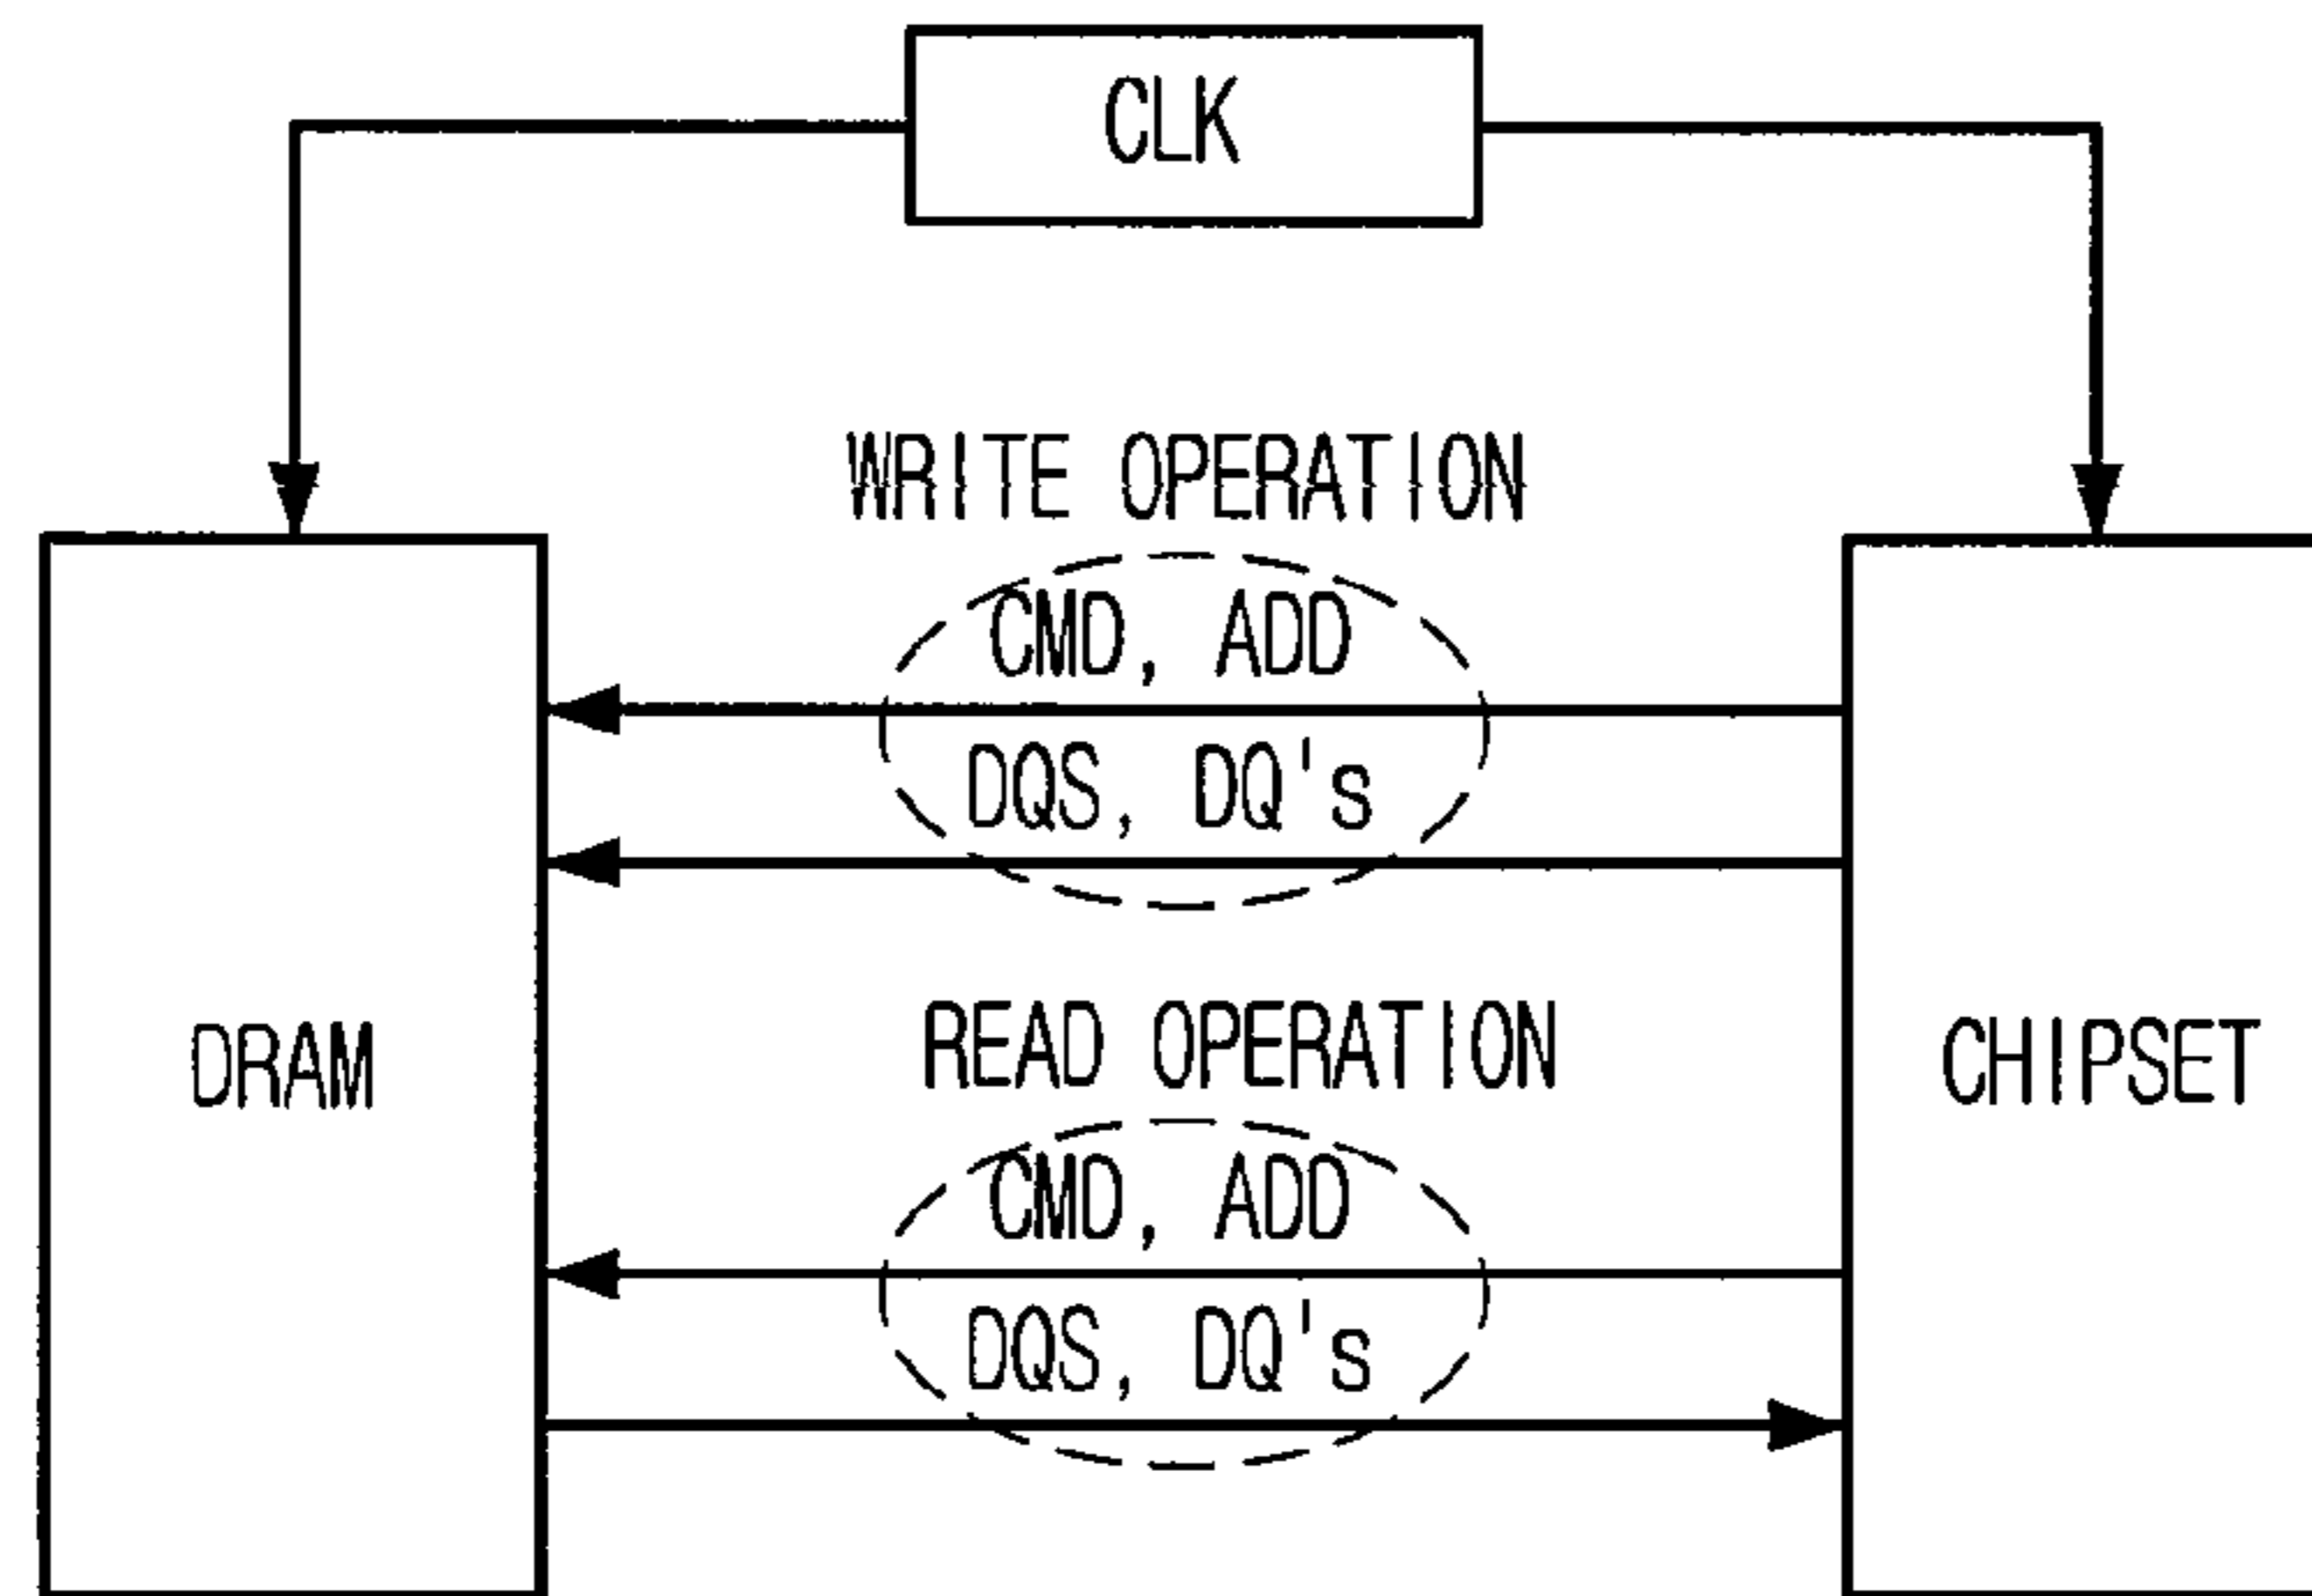 CLK
WRITE OPERATION
CMD, ADD
DQS, DQ's
DRAM
READ OPERATION
CHIPSET
CMD, ADD
DQS, DQ's